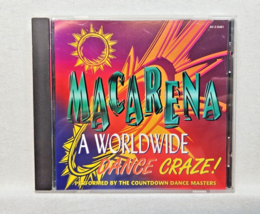 MACARENA
A WORLDWIDE
DANCE CRAZE!
PERFORMED BY THE COUNTDOWN DANCE MASTERS